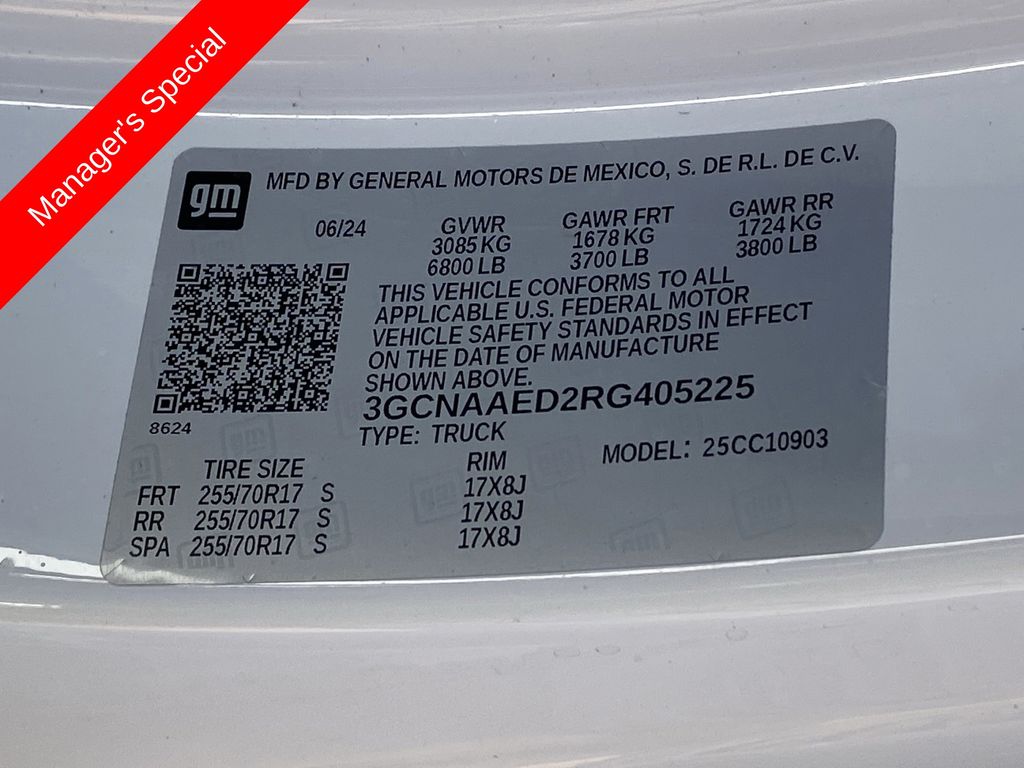 Manager's Special
gm
MFD BY GENERAL MOTORS DE MEXICO, S. DE R.L. DE C.V.
06/24 GVWR GAWR FRT GAWR RR
3085 KG 1678 KG 1724 KG
6800 LB 3700 LB 3800 LB
THIS VEHICLE CONFORMS TO ALL
APPLICABLE U.S. FEDERAL MOTOR
VEHICLE SAFETY STANDARDS IN EFFECT
ON THE DATE OF MANUFACTURE
SHOWN ABOVE.
3GCNAAED2RG405225
8624
TYPE: TRUCK MODEL: 25CC10903
TIRE SIZE RIM
FRT 255/70R17 S 17X8J
RR 255/70R17 S 17X8J
SPA 255/70R17 S 17X8J